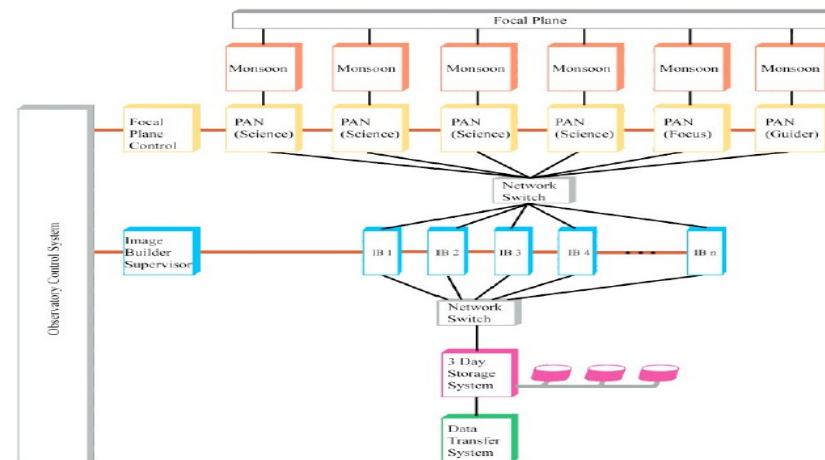 Focal Plane
Monsoon
Monsoon
Monsoon
Monsoon
Monsoon
Monsoon
Focal
Plane
Control
PAN
(Science)
PAN
(Science)
PAN
(Science)
PAN
(Science)
PAN
(Focus)
PAN
(Guider)
Network
Switch
Observatory Control System
Image
Builder
Supervisor
IB 1
IB 2
IB 3
IB 4
IB n
Network
Switch
3 Day
Storage
System
Data
Transfer
System